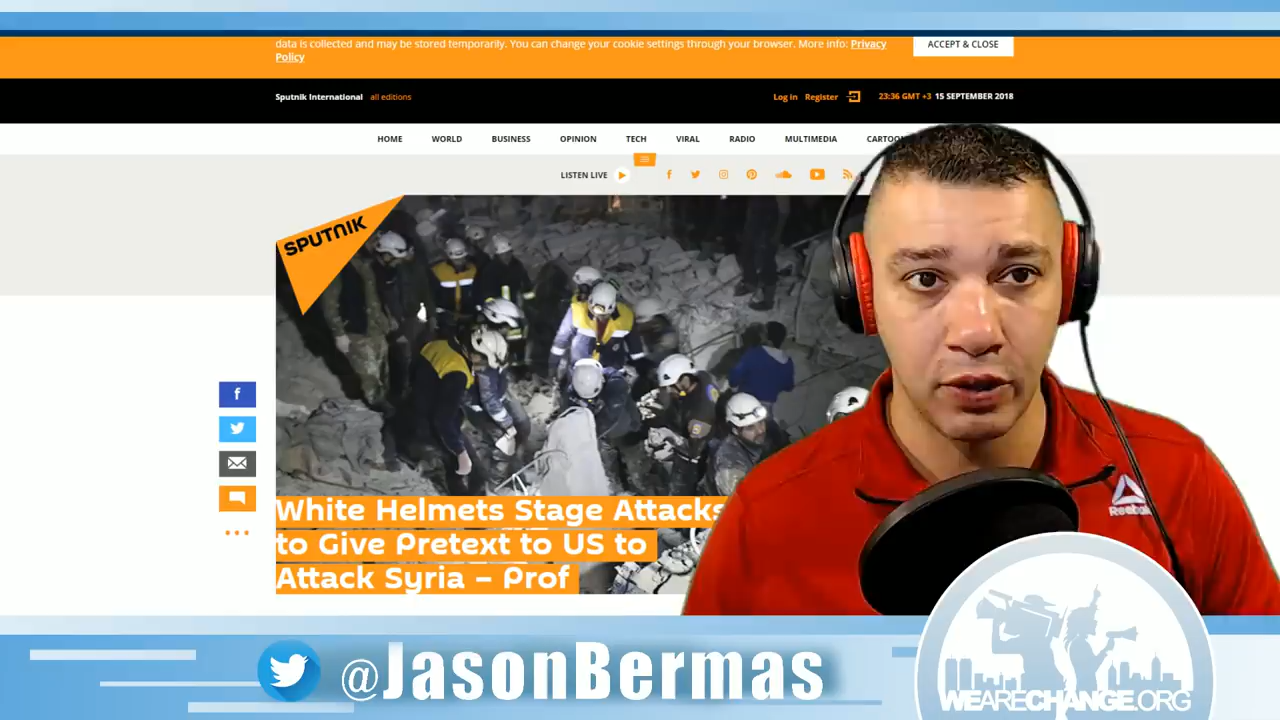 data is collected and may be stored temporarily. You can change your cookie settings through your browser. More info: Privacy
Policy
ACCEPT & CLOSE
Sputnik International all editions
Log in Register 23:36 GMT +3 15 SEPTEMBER 2018
HOME WORLD BUSINESS OPINION TECH VIRAL RADIO MULTIMEDIA CARTOO
LISTEN LIVE
SPUTNIK
White Helmets Stage Attacks
to Give Pretext to US to
Attack Syria – Prof
Reebok
@JasonBermas
WEARECHANGE.ORG